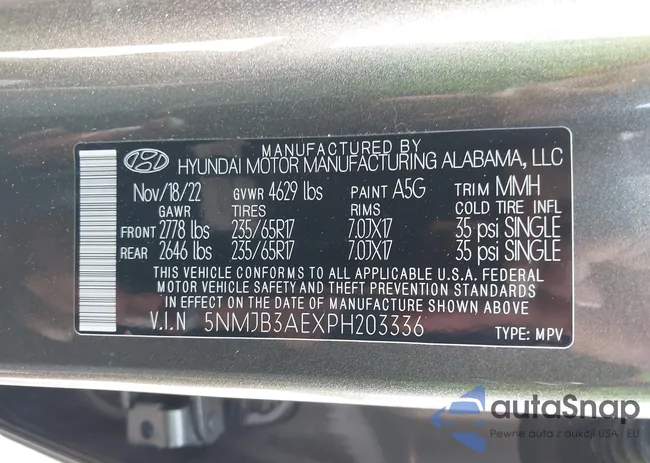 MANUFACTURED BY
HYUNDAI MOTOR MANUFACTURING ALABAMA, LLC
Nov/18/22 GVWR 4629 lbs PAINT A5G TRIM MMH
GAWR TIRES RIMS COLD TIRE INFL
FRONT 2778 lbs 235/65R17 7.0JX17 35 psi SINGLE
REAR 2646 lbs 235/65R17 7.0JX17 35 psi SINGLE
THIS VEHICLE CONFORMS TO ALL APPLICABLE U.S.A. FEDERAL
MOTOR VEHICLE SAFETY AND THEFT PREVENTION STANDARDS
IN EFFECT ON THE DATE OF MANUFACTURE SHOWN ABOVE
V.I.N 5NMJB3AEXPH203336 TYPE: MPV
autaSnap
Pewne auta z aukcji USA i EU